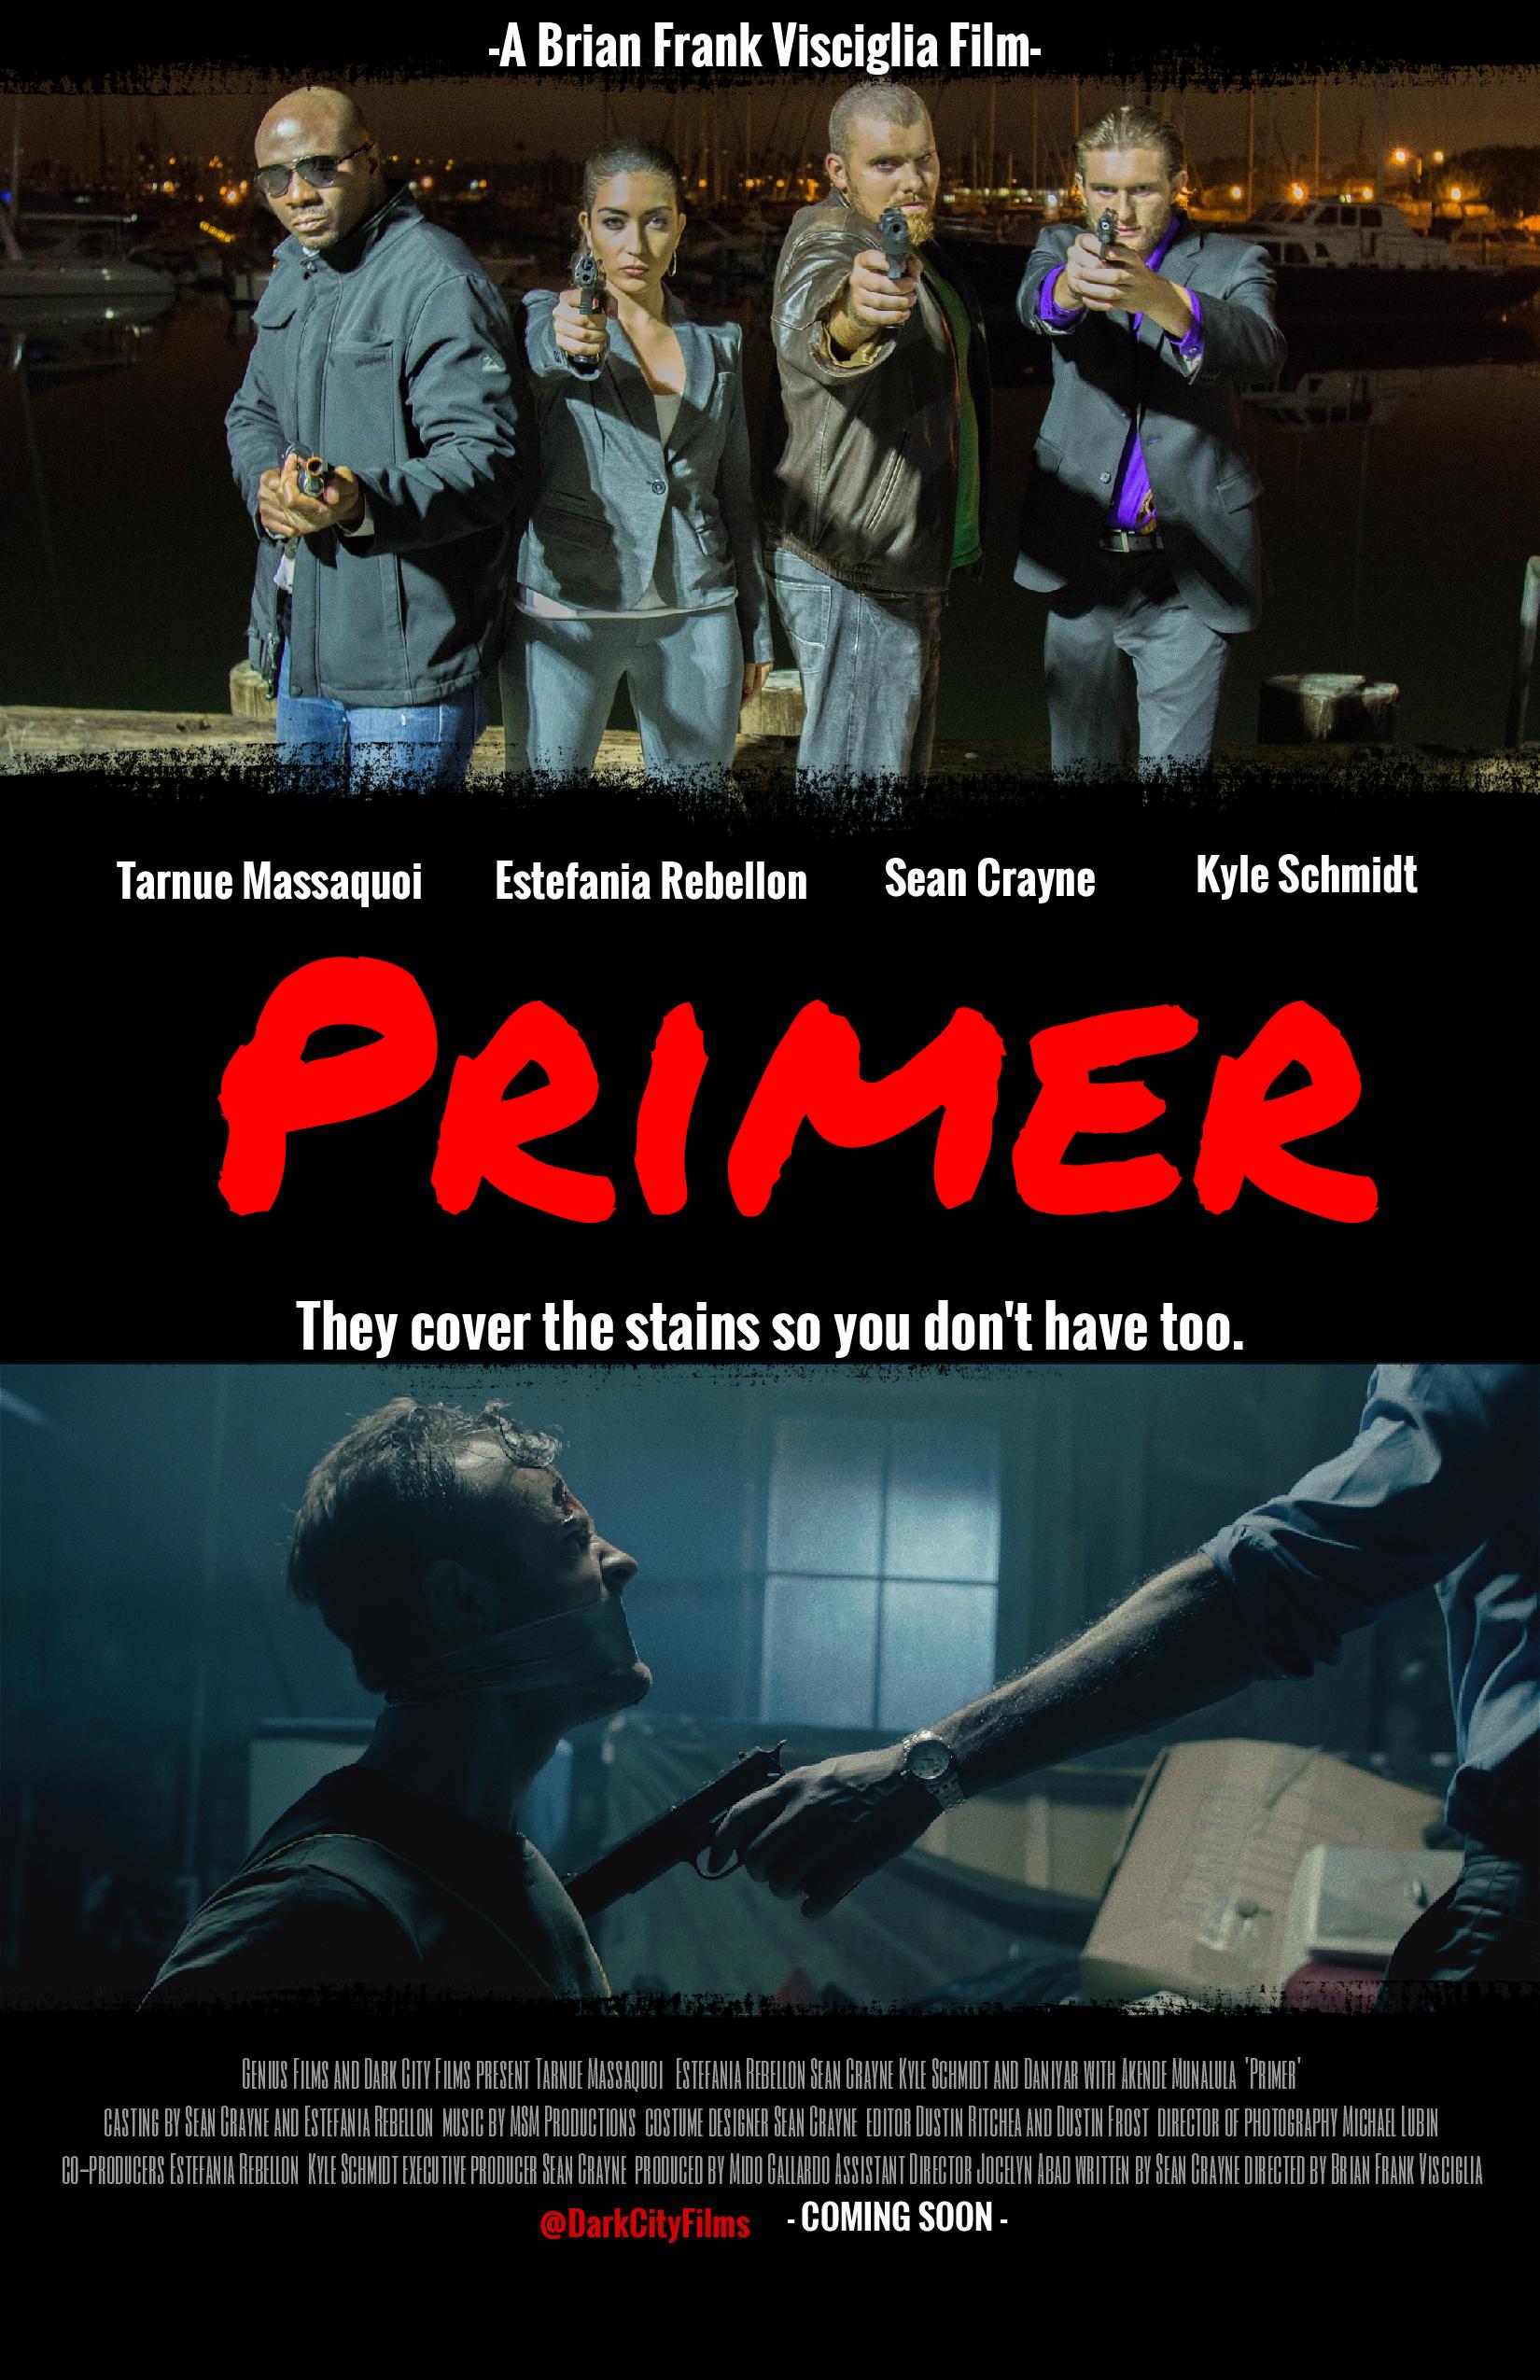 -A Brian Frank Visciglia Film-
Tarnue Massaquoi Estefania Rebellon Sean Crayne Kyle Schmidt
Primer
They cover the stains so you don't have too.
Genius Films and Dark City Films present Tarnue Massaquoi Estefania Rebellon Sean Crayne Kyle Schmidt and Daniyar with Akende Munalula 'Primer'
casting by Sean Crayne and Estefania Rebellon music by MSM Productions costume designer Sean Crayne editor Dustin Ritchea and Dustin Frost director of photography Michael Lubin
co-producers Estefania Rebellon Kyle Schmidt executive producer Sean Crayne produced by Mido Gallardo Assistant Director Jocelyn Abad written by Sean Crayne directed by Brian Frank Visciglia
@DarkCityFilms - COMING SOON -